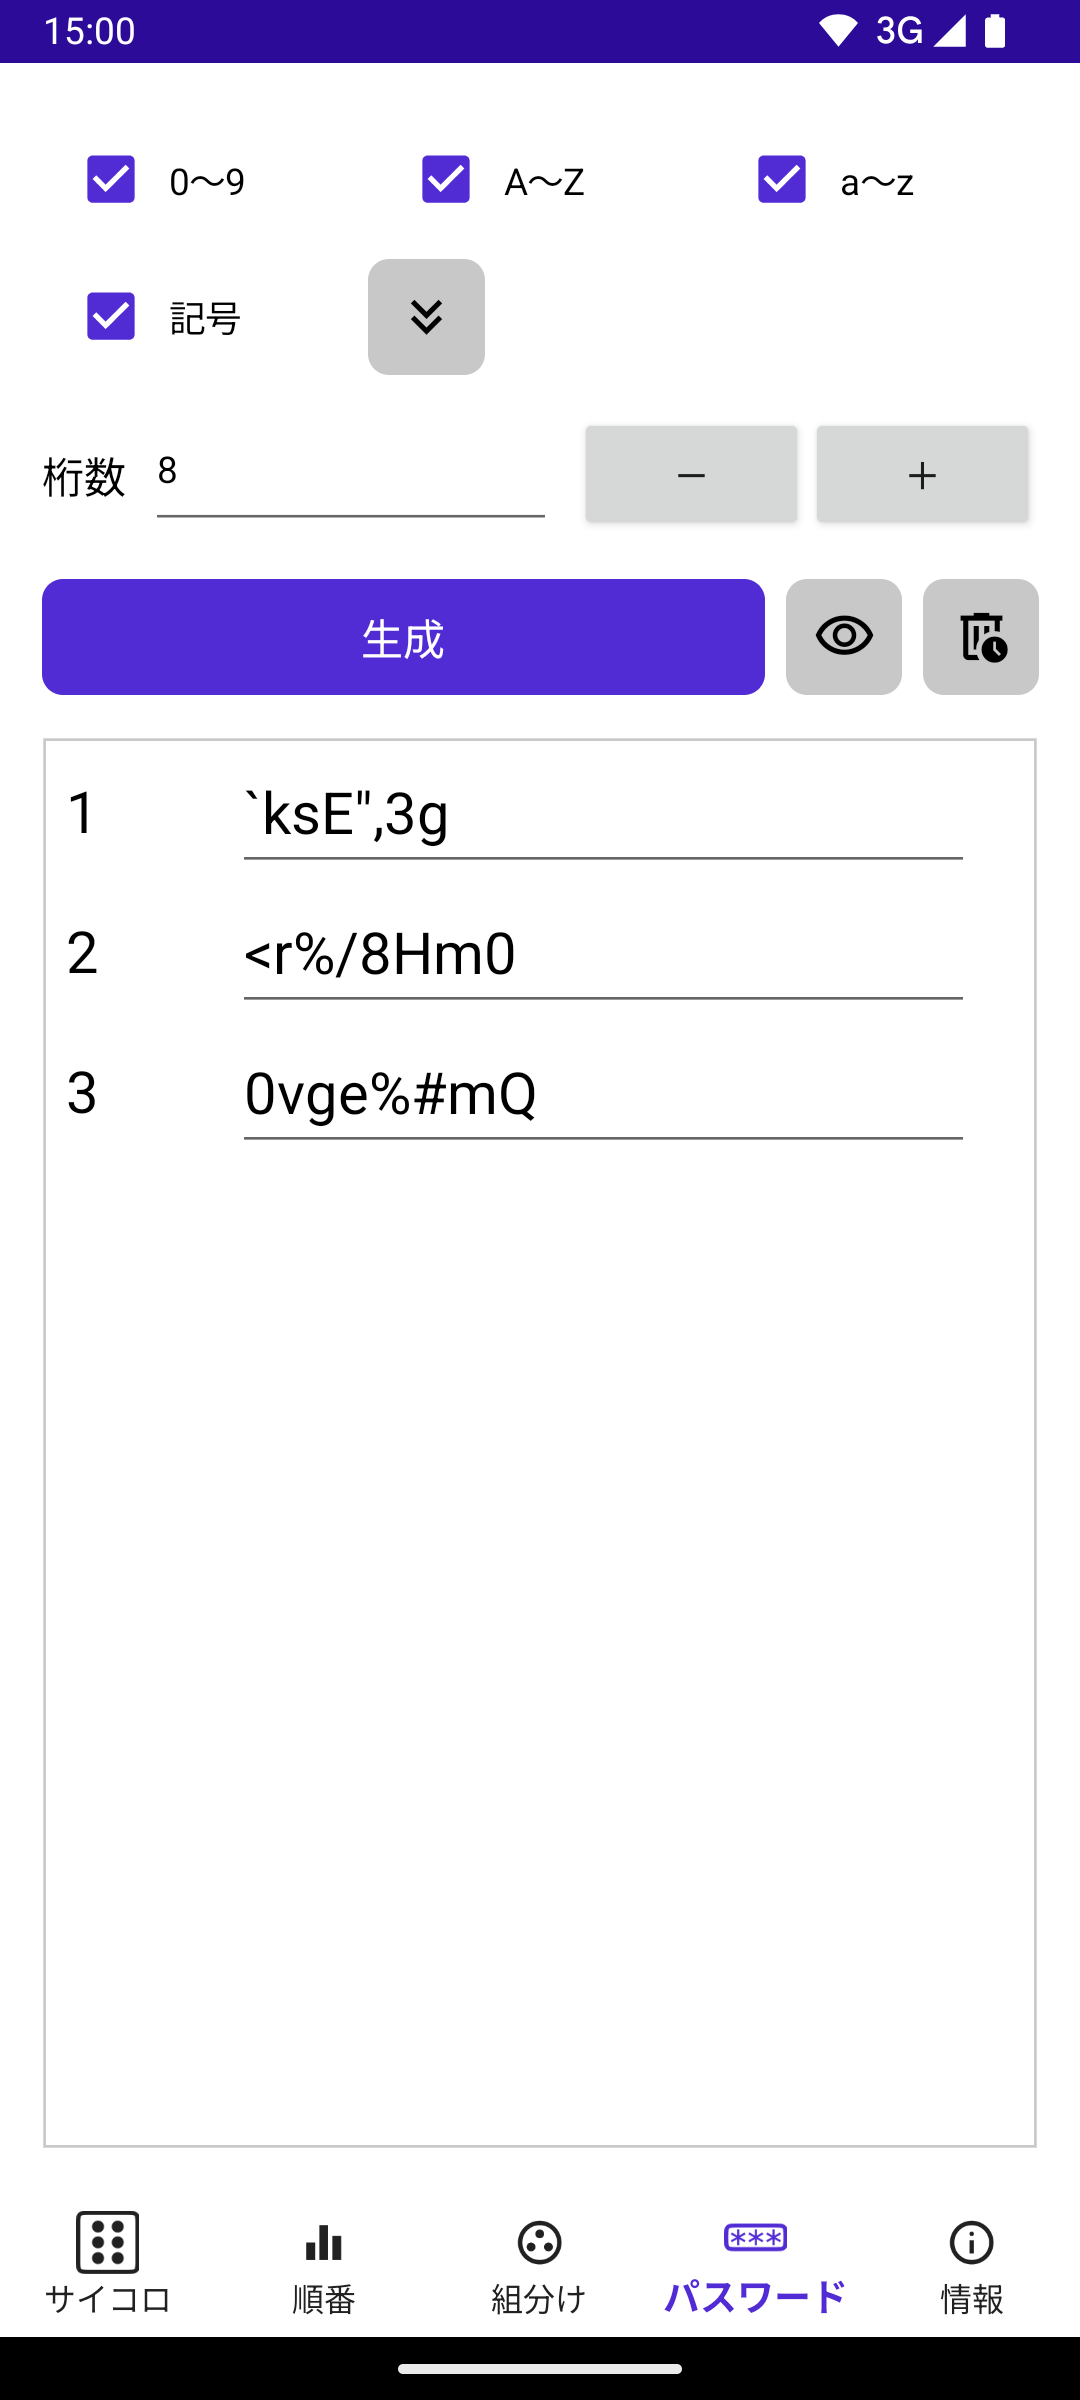 15:00 3G
0〜9 A〜Z a〜z
記号
桁数 8 − +
生成
1 `ksE",3g
2 <r%/8Hm0
3 0vge%#mQ
サイコロ 順番 組分け パスワード 情報